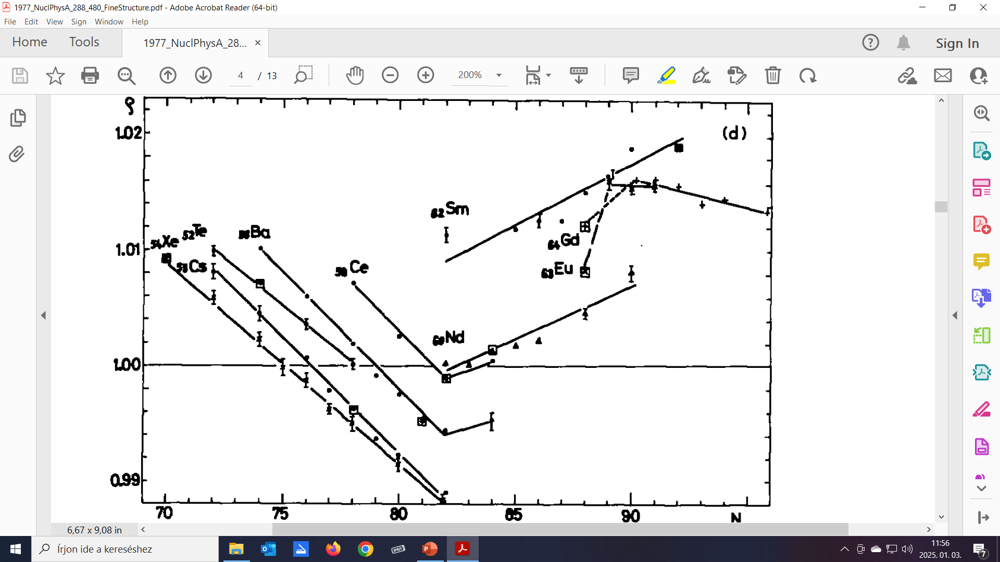 1977_NuclPhysA_288_480_FineStructure.pdf - Adobe Acrobat Reader (64-bit)
File Edit View Sign Window Help
Home Tools 1977_NuclPhysA_28... × Sign In
4 / 13 200%
ρ
1.02
(d)
62Sm
52Te
56Ba
54Xe
64Gd
1.01
55Cs
58Ce
63Eu
60Nd
1.00
0.99
70 75 80 85 90 N
6,67 x 9,08 in
Írjon ide a kereséshez
11:56
2025. 01. 03.
7